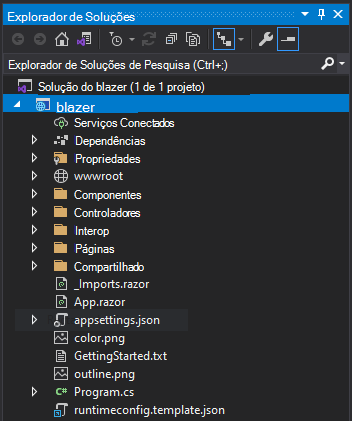 Explorador de Soluções
Explorador de Soluções de Pesquisa (Ctrl+;)
Solução do blazer (1 de 1 projeto)
blazer
Serviços Conectados
Dependências
Propriedades
wwwroot
Componentes
Controladores
Interop
Páginas
Compartilhado
_Imports.razor
App.razor
appsettings.json
color.png
GettingStarted.txt
outline.png
C# Program.cs
runtimeconfig.template.json